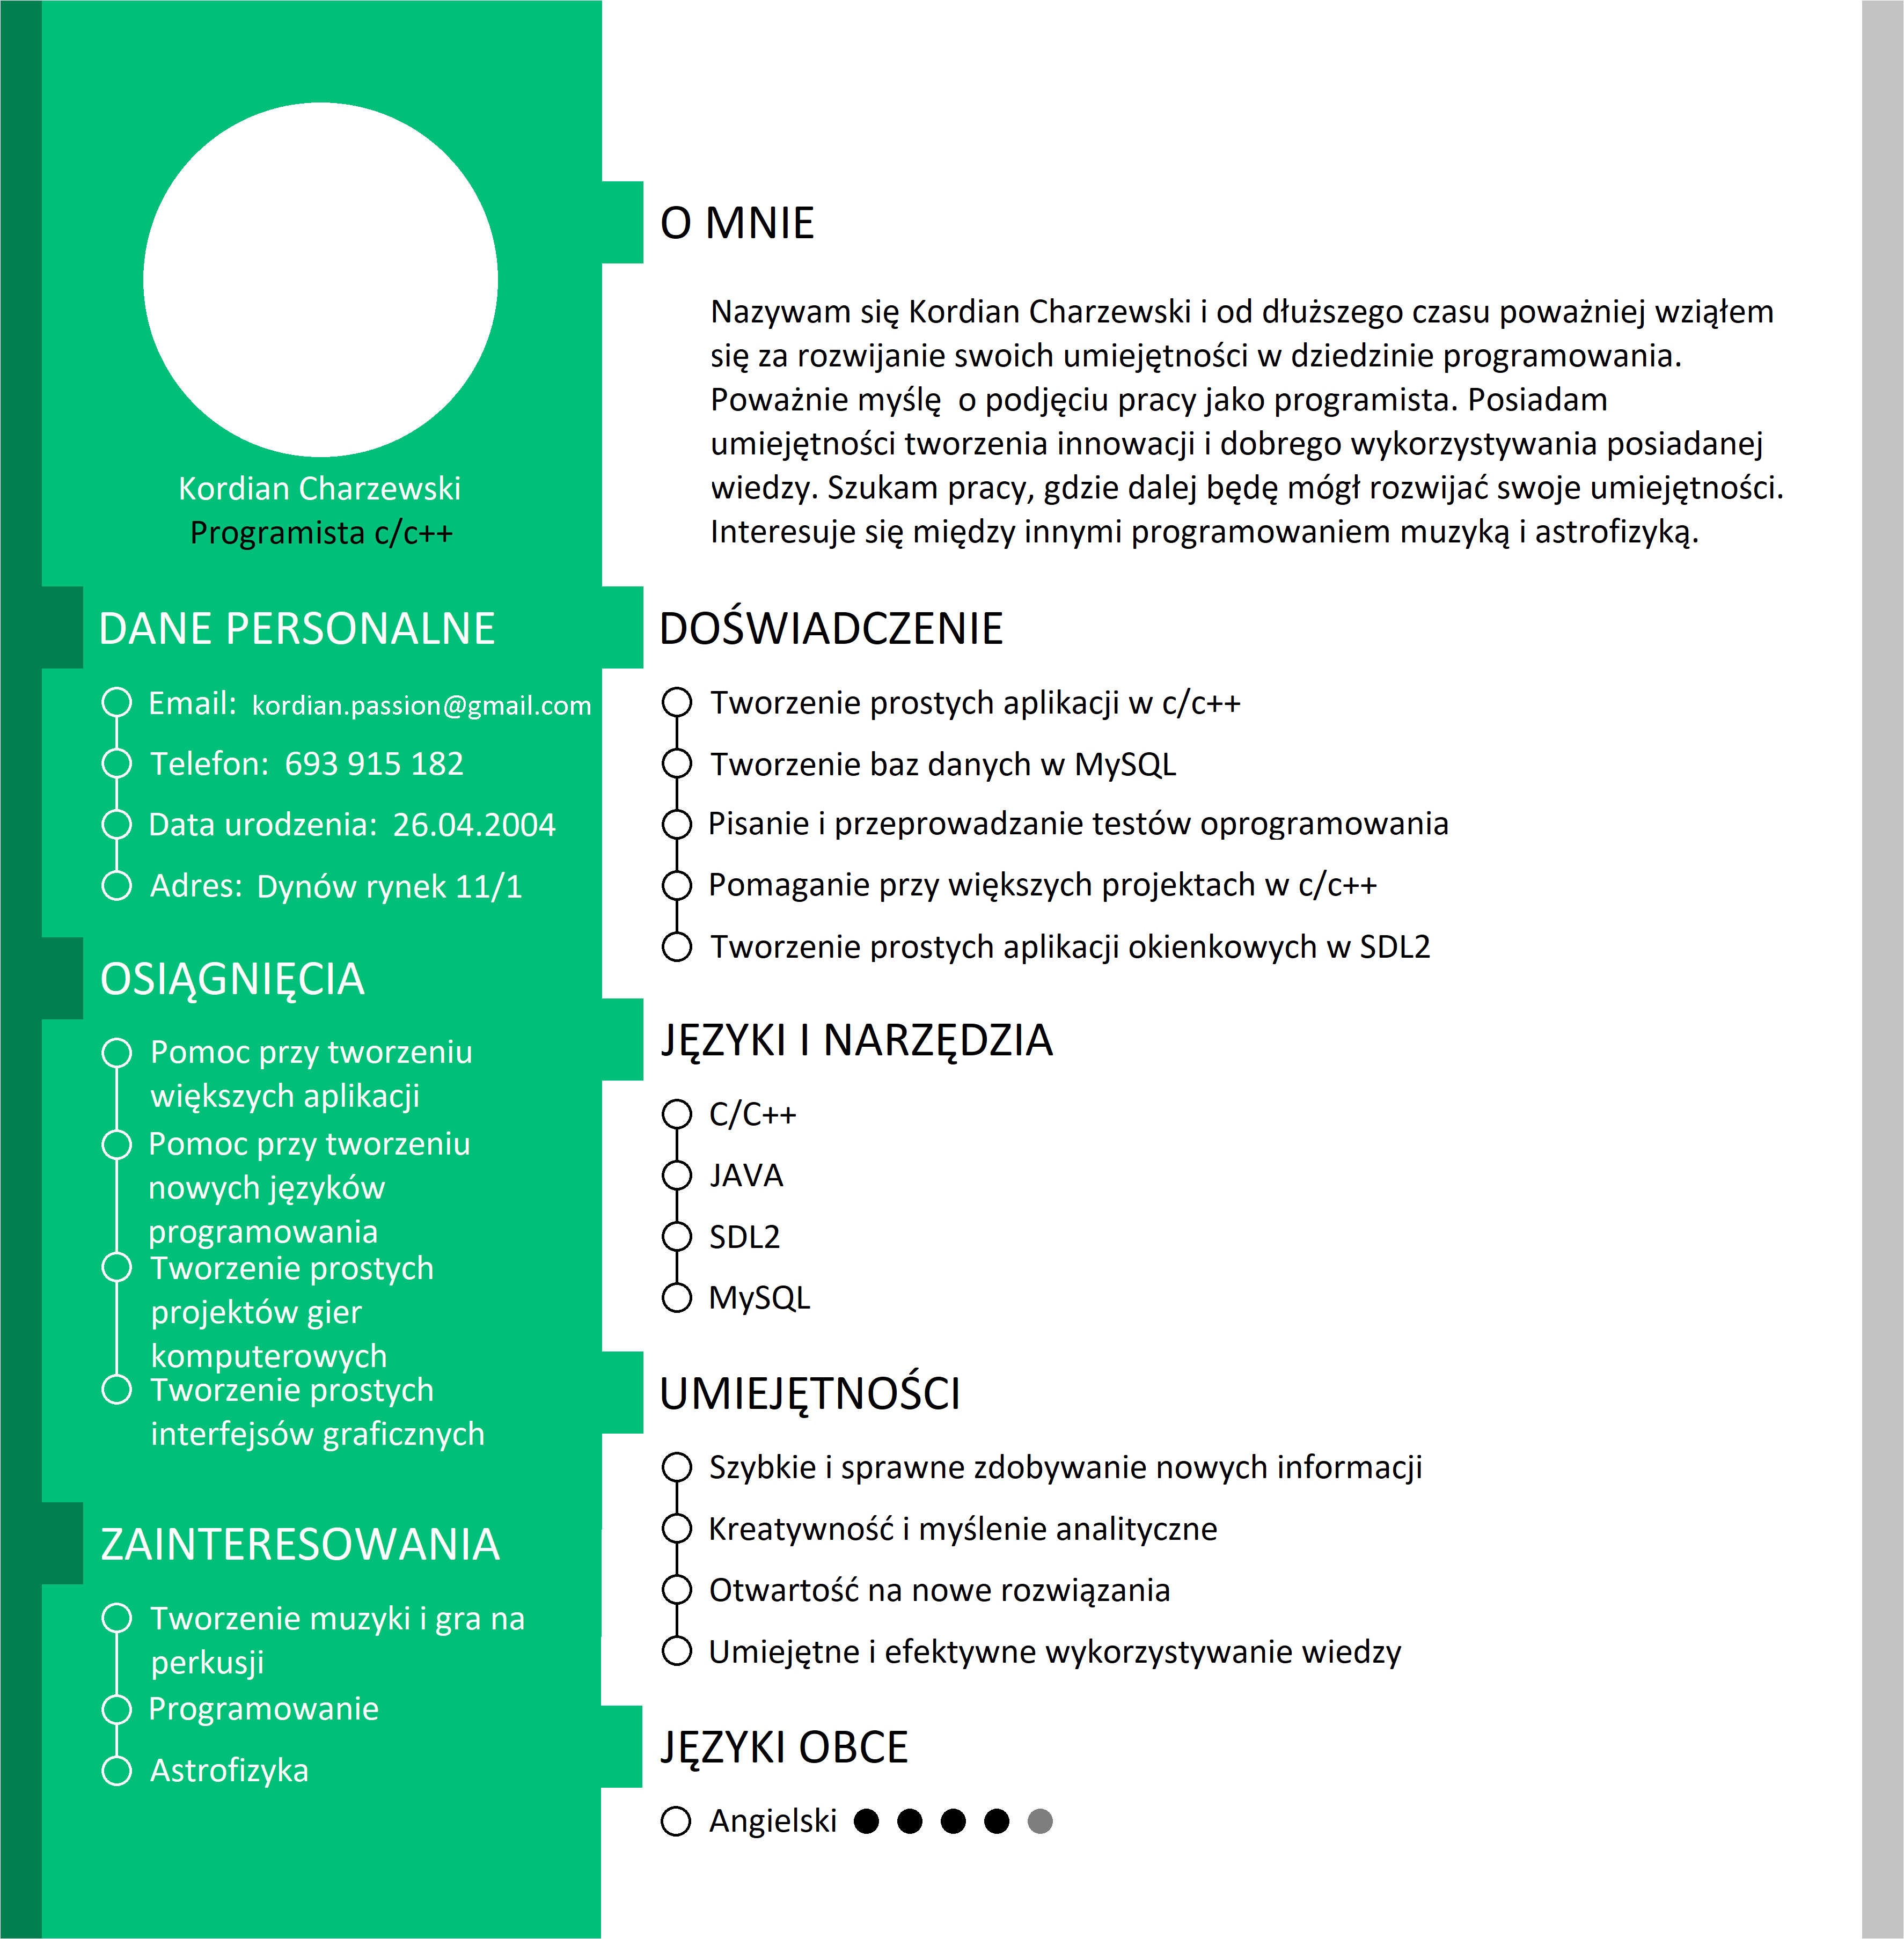 Kordian Charzewski
Programista c/c++
DANE PERSONALNE
Email: kordian.passion@gmail.com
Telefon: 693 915 182
Data urodzenia: 26.04.2004
Adres: Dynów rynek 11/1
OSIĄGNIĘCIA
Pomoc przy tworzeniu
większych aplikacji
Pomoc przy tworzeniu
nowych języków
programowania
Tworzenie prostych
projektów gier
komputerowych
Tworzenie prostych
interfejsów graficznych
ZAINTERESOWANIA
Tworzenie muzyki i gra na
perkusji
Programowanie
Astrofizyka
O MNIE
Nazywam się Kordian Charzewski i od dłuższego czasu poważniej wziąłem
się za rozwijanie swoich umiejętności w dziedzinie programowania.
Poważnie myślę  o podjęciu pracy jako programista. Posiadam
umiejętności tworzenia innowacji i dobrego wykorzystywania posiadanej
wiedzy. Szukam pracy, gdzie dalej będę mógł rozwijać swoje umiejętności.
Interesuje się między innymi programowaniem muzyką i astrofizyką.
DOŚWIADCZENIE
Tworzenie prostych aplikacji w c/c++
Tworzenie baz danych w MySQL
Pisanie i przeprowadzanie testów oprogramowania
Pomaganie przy większych projektach w c/c++
Tworzenie prostych aplikacji okienkowych w SDL2
JĘZYKI I NARZĘDZIA
C/C++
JAVA
SDL2
MySQL
UMIEJĘTNOŚCI
Szybkie i sprawne zdobywanie nowych informacji
Kreatywność i myślenie analityczne
Otwartość na nowe rozwiązania
Umiejętne i efektywne wykorzystywanie wiedzy
JĘZYKI OBCE
Angielski